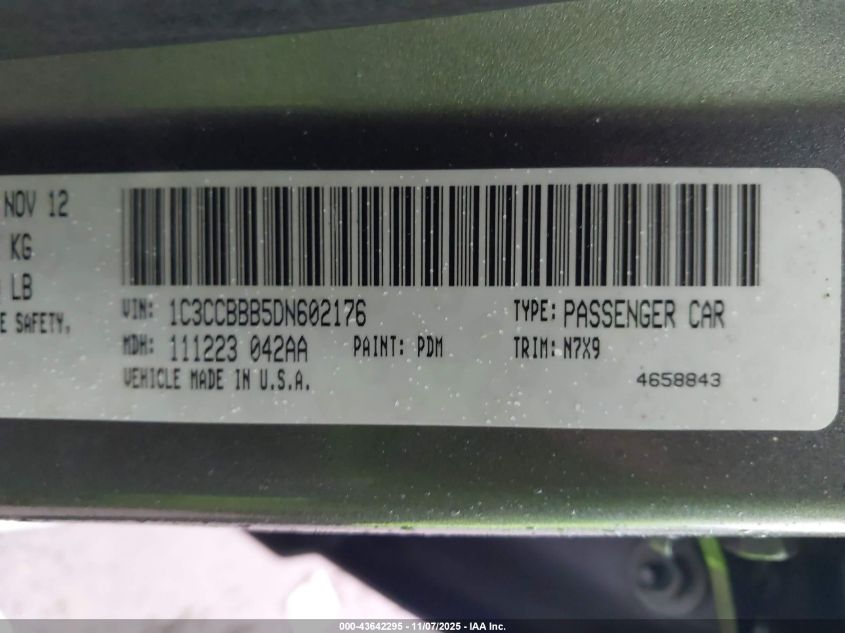 NOV 12
KG
LB
E SAFETY,
VIN: 1C3CCBBB5DN602176
TYPE: PASSENGER CAR
MDH: 111223 042AA PAINT: PDM
TRIM: N7X9
VEHICLE MADE IN U.S.A.
4658843
000-43642295 - 11/07/2025 - IAA Inc.